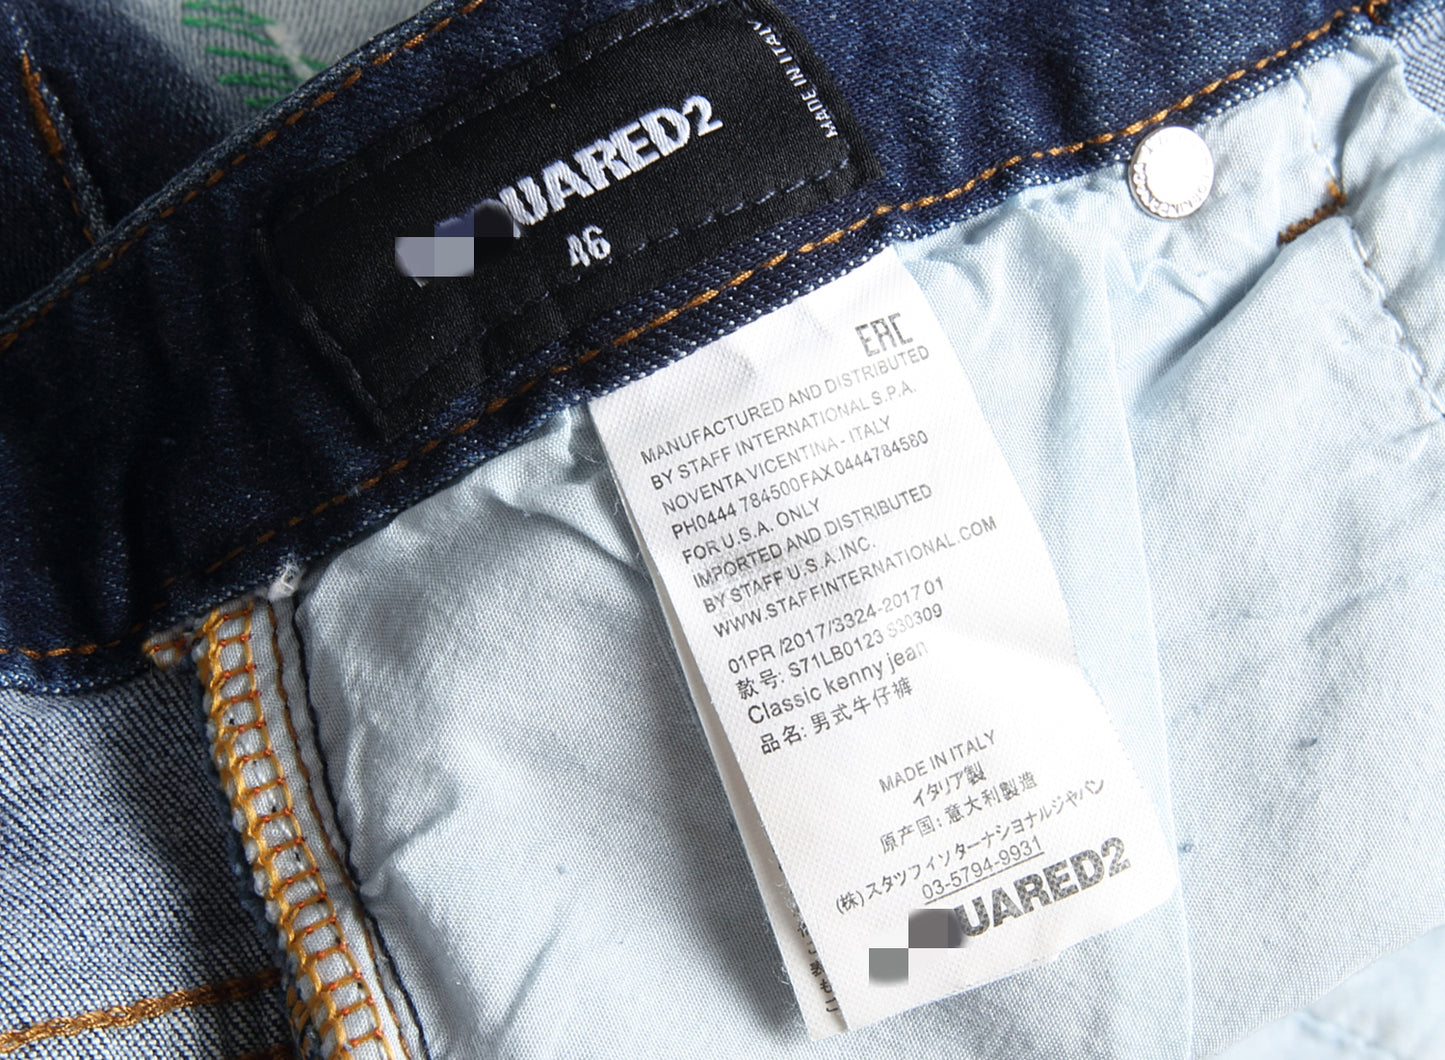 MADE IN ITALY
UARED2
46
EAC
MANUFACTURED AND DISTRIBUTED
BY STAFF INTERNATIONAL S.P.A.
NOVENTA VICENTINA - ITALY
PH0444 784500 FAX 0444784580
FOR U.S.A. ONLY
IMPORTED AND DISTRIBUTED
BY STAFF U.S.A. INC.
WWW.STAFFINTERNATIONAL.COM
01PR /2017/3324-2017 01
款号: S71LB0123 S30309
Classic kenny jean
品名: 男式牛仔裤
MADE IN ITALY
イタリア製
原产国: 意大利製造
(株)スタッフインターナショナルジャパン
03-5794-9931
UARED2